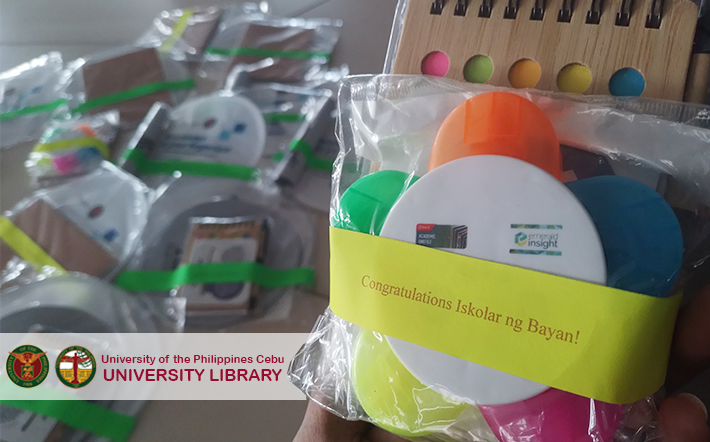 emerald
insight
Congratulations Iskolar ng Bayan!
University of the Philippines Cebu
UNIVERSITY LIBRARY